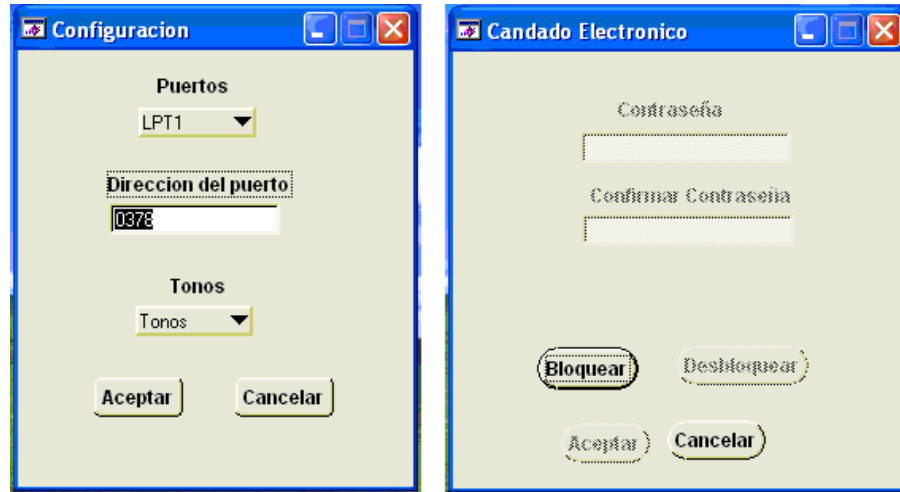 Configuracion
Puertos
LPT1
Direccion del puerto
0378
Tonos
Tonos
Aceptar Cancelar
Candado Electronico
Contraseña
Confirmar Contraseña
Bloquear Desbloquear
Aceptar Cancelar